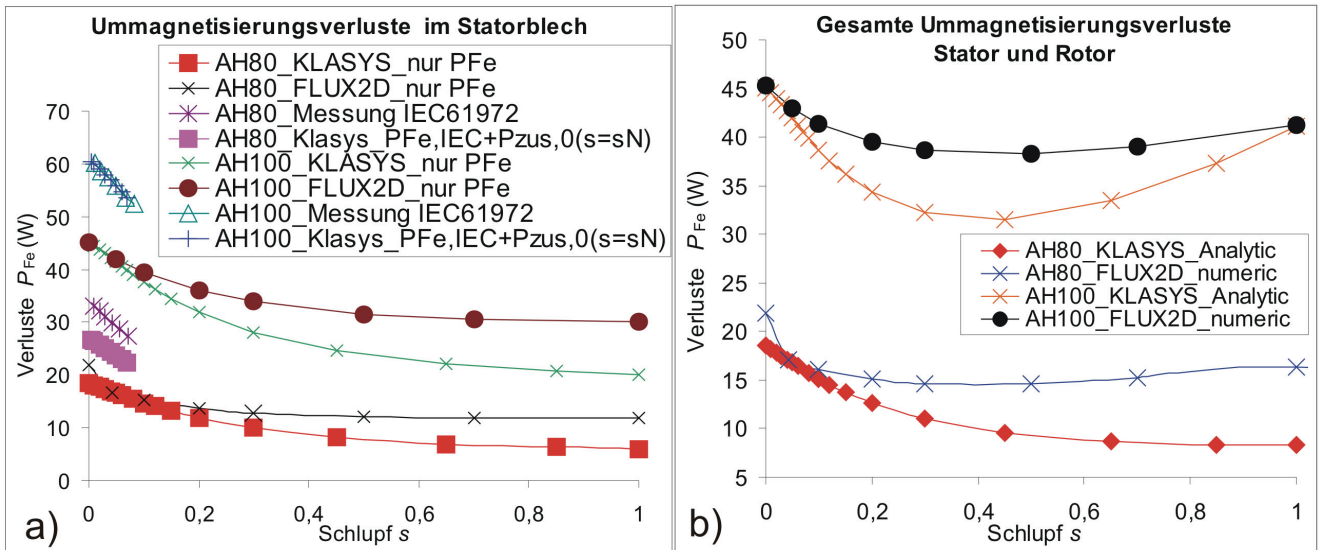 Ummagnetisierungsverluste im Statorblech
AH80_KLASYS_nur PFe
AH80_FLUX2D_nur PFe
AH80_Messung IEC61972
AH80_Klasys_PFe,IEC+Pzus,0(s=sN)
AH100_KLASYS_nur PFe
AH100_FLUX2D_nur PFe
AH100_Messung IEC61972
AH100_Klasys_PFe,IEC+Pzus,0(s=sN)
Verluste P_Fe (W)
70
60
50
40
30
20
10
0
0 0,2 0,4 0,6 0,8 1
Schlupf s
a)
Gesamte Ummagnetisierungsverluste
Stator und Rotor
Verluste P_Fe (W)
50
45
40
35
30
25
20
15
10
5
AH80_KLASYS_Analytic
AH80_FLUX2D_numeric
AH100_KLASYS_Analytic
AH100_FLUX2D_numeric
0 0,2 0,4 0,6 0,8 1
Schlupf s
b)